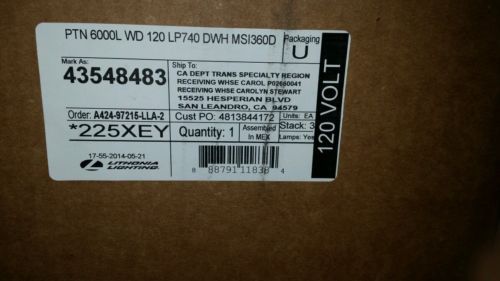 PTN 6000L WD 120 LP740 DWH MSI360D
Packaging
U
Mark As:
43548483
Ship To:
CA DEPT TRANS SPECIALTY REGION
RECEIVING WHSE CAROL P02660041
RECEIVING WHSE CAROLYN STEWART
15525 HESPERIAN BLVD
SAN LEANDRO, CA 94579
Order: A424-97215-LLA-2
Cust PO: 4813844172
Units: EA
*225XEY
Quantity: 1
Assembled
In MEX
Stack: 3
Lamps: Yes
17-55-2014-05-21
LITHONIA
LIGHTING
8 88791 11838 4
120 VOLT